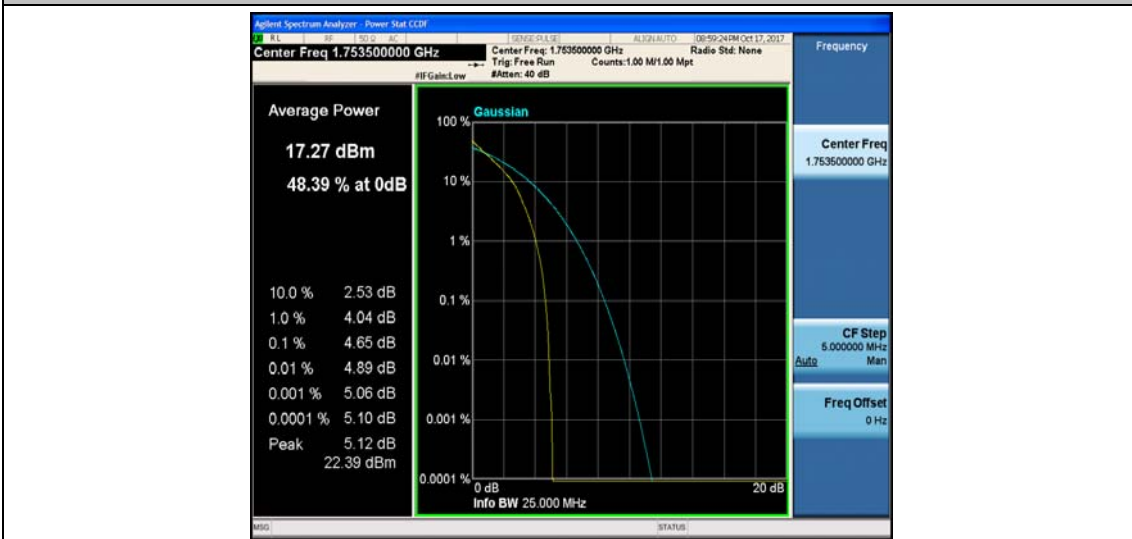 Agilent Spectrum Analyzer - Power Stat CCDF
RL RF 50 Ω AC SENSE:PULSE ALIGNAUTO 08:59:24 PM Oct 17, 2017
Center Freq 1.753500000 GHz
Center Freq: 1.753500000 GHz Radio Std: None
Trig: Free Run Counts:1.00 M/1.00 Mpt
#IFGain:Low #Atten: 40 dB
Frequency
Average Power
17.27 dBm
48.39 % at 0dB
10.0 % 2.53 dB
1.0 % 4.04 dB
0.1 % 4.65 dB
0.01 % 4.89 dB
0.001 % 5.06 dB
0.0001 % 5.10 dB
Peak 5.12 dB
22.39 dBm
Gaussian
100 %
10 %
1 %
0.1 %
0.01 %
0.001 %
0.0001 %
0 dB 20 dB
Info BW 25.000 MHz
Center Freq
1.753500000 GHz
CF Step
5.000000 MHz
Auto Man
Freq Offset
0 Hz
MSG STATUS